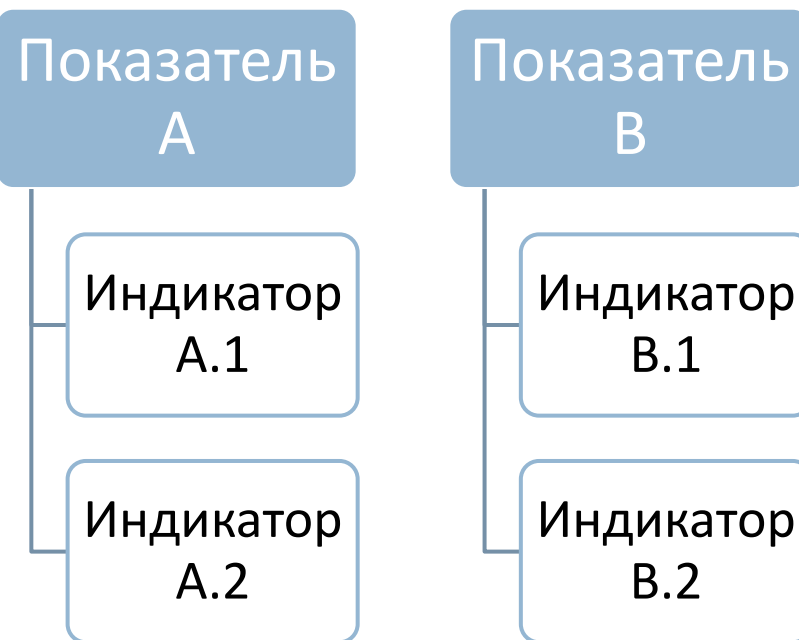 Показатель
А
Индикатор
А.1
Индикатор
А.2
Показатель
В
Индикатор
В.1
Индикатор
В.2